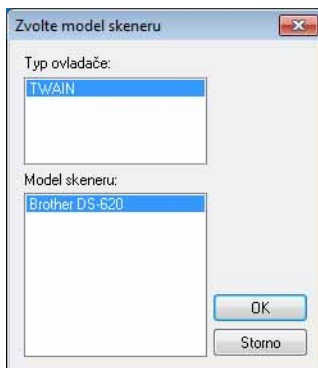 Zvolte model skeneru
Typ ovladače:
TWAIN
Model skeneru:
Brother DS-620
OK
Storno